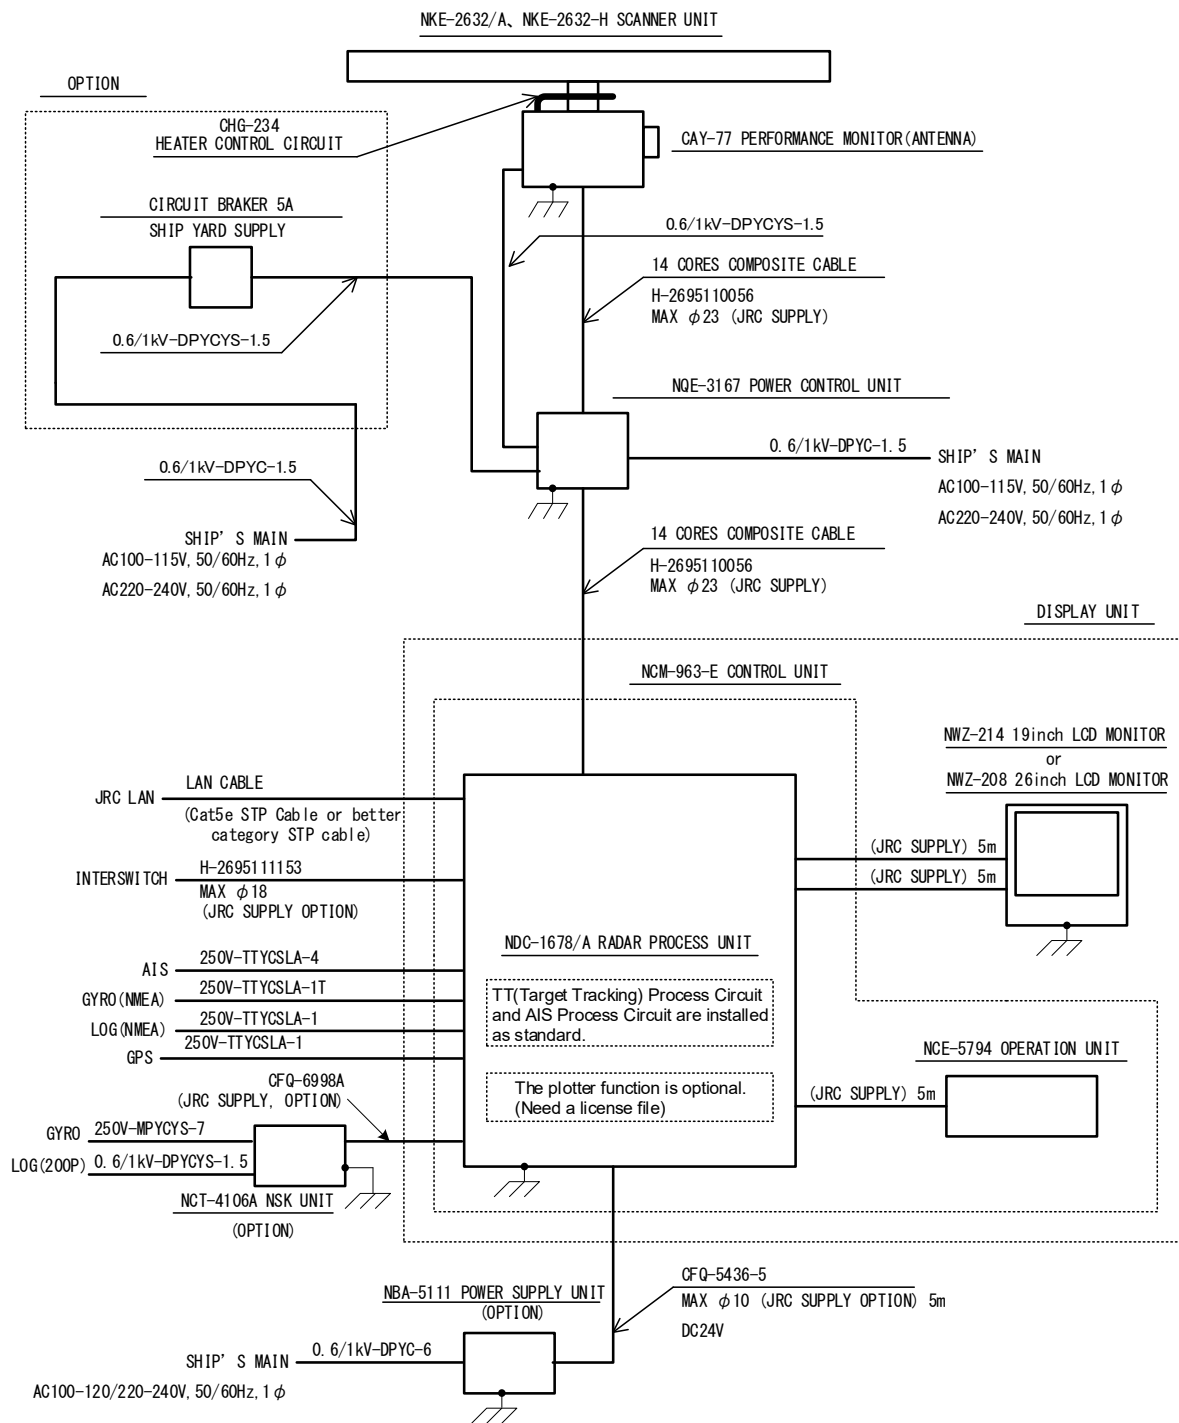 NKE-2632/A、NKE-2632-H SCANNER UNIT
OPTION
CHG-234
HEATER CONTROL CIRCUIT
CAY-77 PERFORMANCE MONITOR(ANTENNA)
CIRCUIT BRAKER 5A
SHIP YARD SUPPLY
0.6/1kV-DPYCYS-1.5
14 CORES COMPOSITE CABLE
H-2695110056
MAX φ23 (JRC SUPPLY)
0.6/1kV-DPYCYS-1.5
NQE-3167 POWER CONTROL UNIT
0.6/1kV-DPYC-1.5
SHIP'S MAIN
AC100-115V, 50/60Hz, 1φ
AC220-240V, 50/60Hz, 1φ
0.6/1kV-DPYC-1.5
SHIP'S MAIN
AC100-115V, 50/60Hz, 1φ
AC220-240V, 50/60Hz, 1φ
14 CORES COMPOSITE CABLE
H-2695110056
MAX φ23 (JRC SUPPLY)
DISPLAY UNIT
NCM-963-E CONTROL UNIT
NWZ-214 19inch LCD MONITOR
or
NWZ-208 26inch LCD MONITOR
JRC LAN
LAN CABLE
(Cat5e STP Cable or better
category STP cable)
(JRC SUPPLY) 5m
(JRC SUPPLY) 5m
INTERSWITCH
H-2695111153
MAX φ18
(JRC SUPPLY OPTION)
NDC-1678/A RADAR PROCESS UNIT
AIS
250V-TTYCSLA-4
GYRO(NMEA)
250V-TTYCSLA-1T
LOG(NMEA)
250V-TTYCSLA-1
GPS
250V-TTYCSLA-1
TT(Target Tracking) Process Circuit
and AIS Process Circuit are installed
as standard.
NCE-5794 OPERATION UNIT
CFQ-6998A
(JRC SUPPLY, OPTION)
The plotter function is optional.
(Need a license file)
(JRC SUPPLY) 5m
GYRO
250V-MPYCYS-7
LOG(200P)
0.6/1kV-DPYCYS-1.5
NCT-4106A NSK UNIT
(OPTION)
NBA-5111 POWER SUPPLY UNIT
(OPTION)
CFQ-5436-5
MAX φ10 (JRC SUPPLY OPTION) 5m
DC24V
SHIP'S MAIN
0.6/1kV-DPYC-6
AC100-120/220-240V, 50/60Hz, 1φ